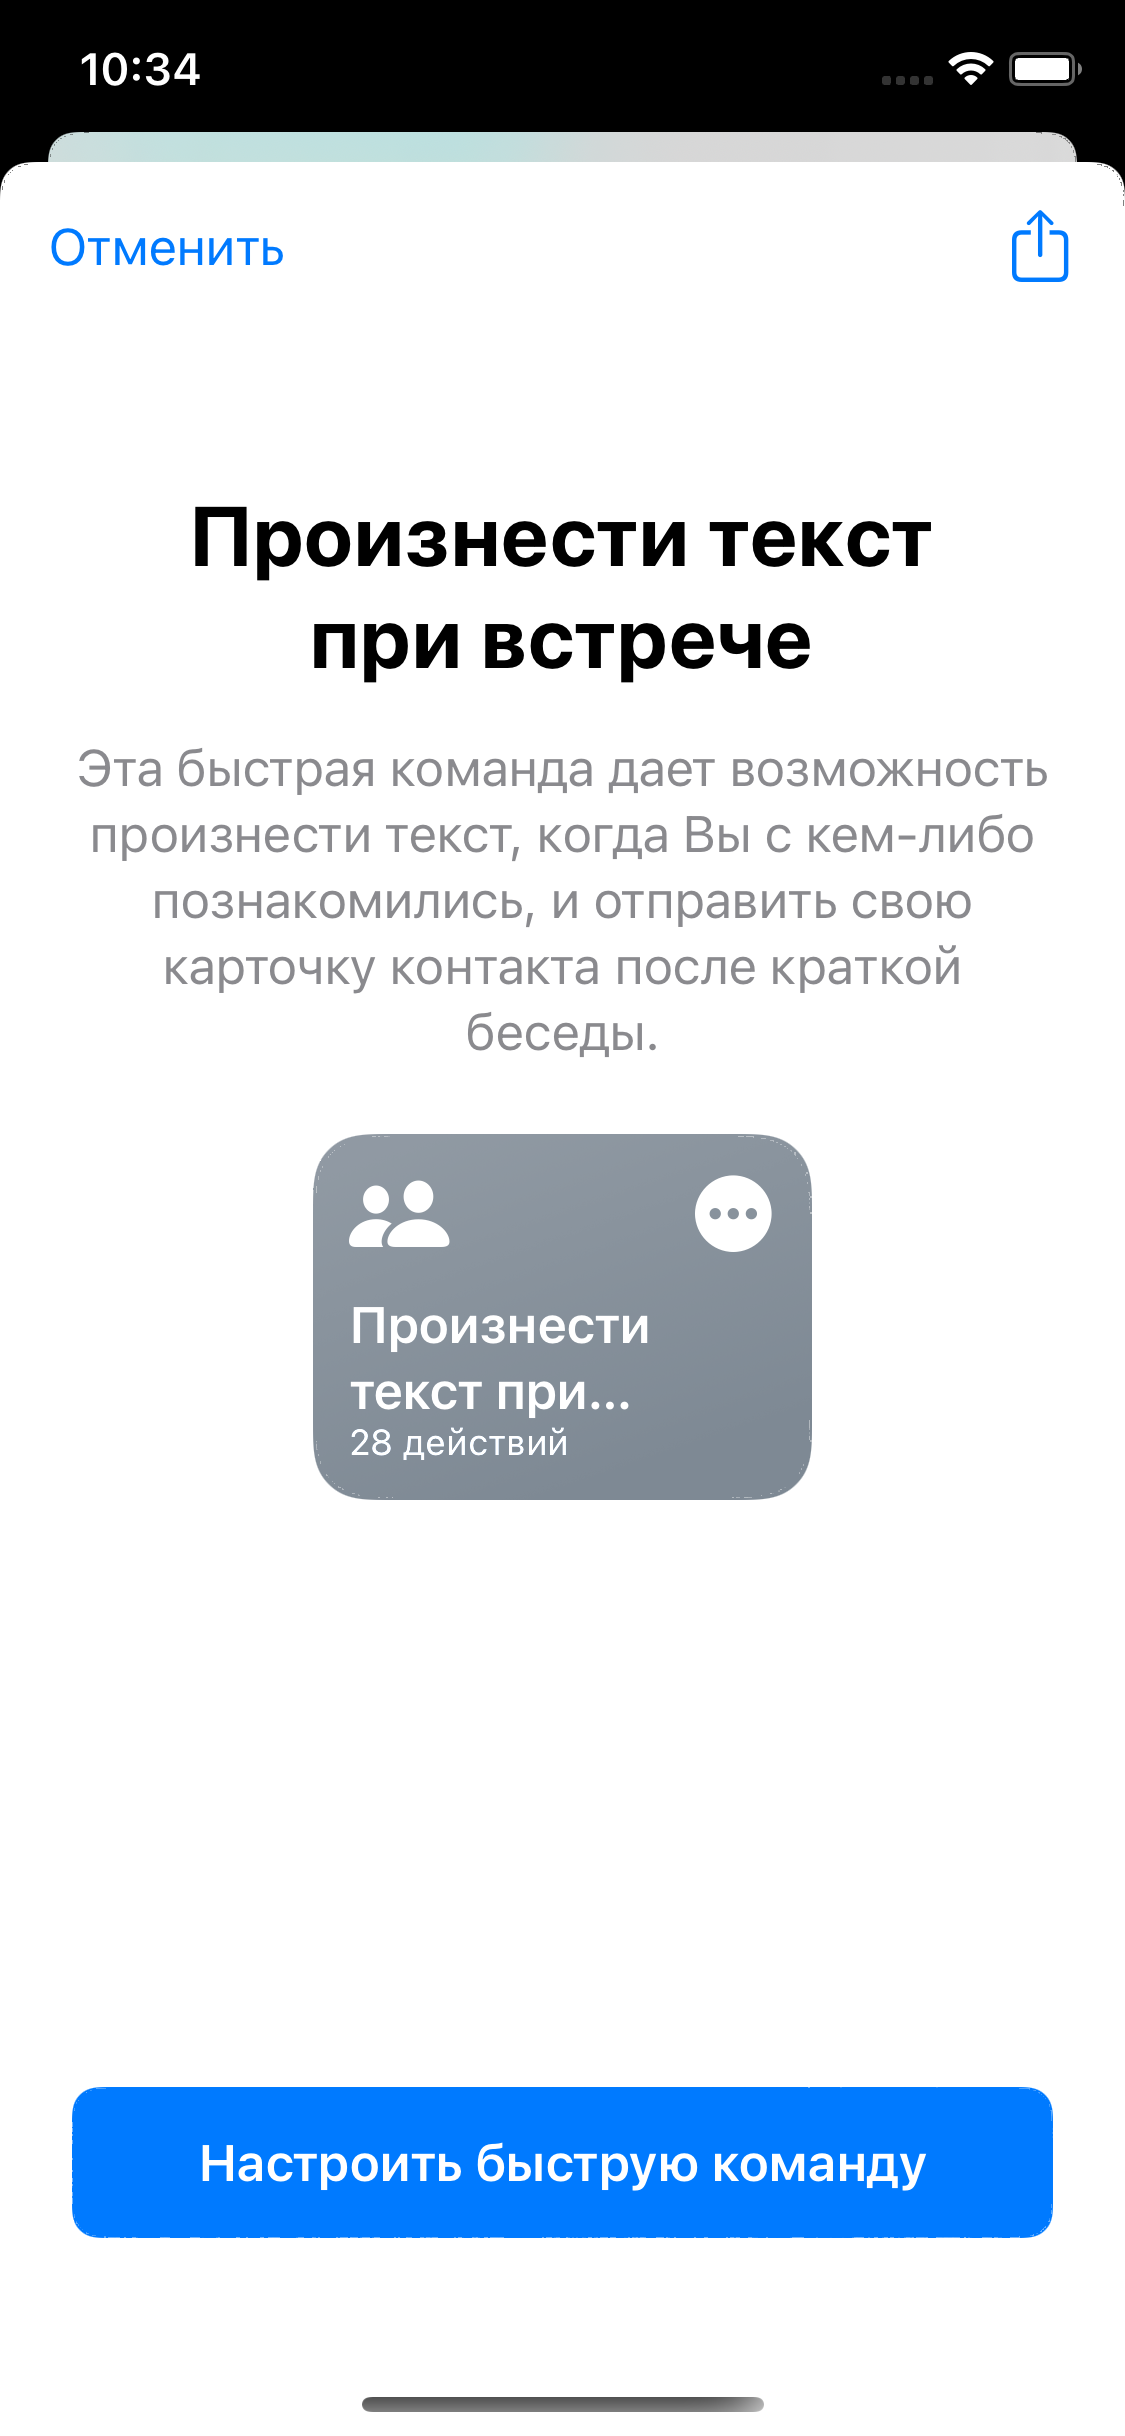 10:34
Отменить
Произнести текст
при встрече
Эта быстрая команда дает возможность
произнести текст, когда Вы с кем-либо
познакомились, и отправить свою
карточку контакта после краткой
беседы.
Произнести
текст при...
28 действий
Настроить быструю команду